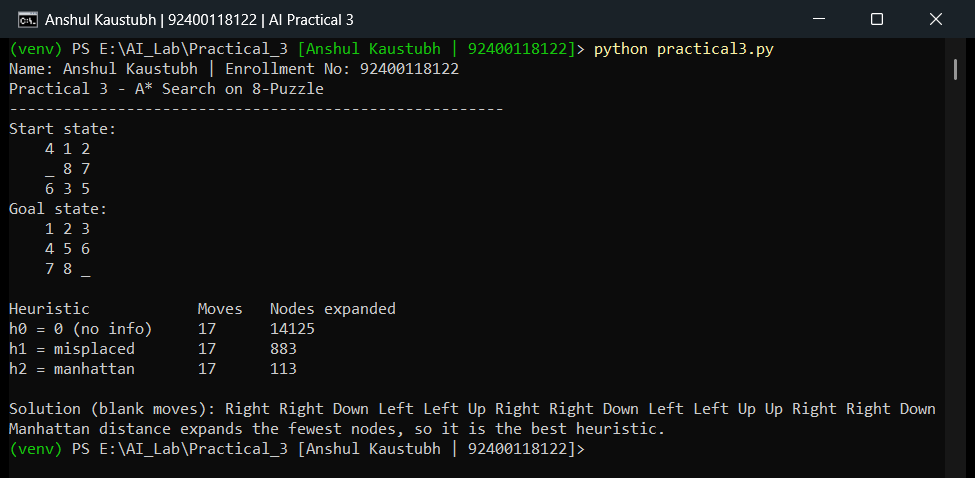 Anshul Kaustubh | 92400118122 | AI Practical 3
(venv) PS E:\AI_Lab\Practical_3 [Anshul Kaustubh | 92400118122]> python practical3.py
Name: Anshul Kaustubh | Enrollment No: 92400118122
Practical 3 - A* Search on 8-Puzzle
-------------------------------------------------------
Start state:
4 1 2
_ 8 7
6 3 5
Goal state:
1 2 3
4 5 6
7 8 _
Heuristic Moves Nodes expanded
h0 = 0 (no info) 17 14125
h1 = misplaced 17 883
h2 = manhattan 17 113
Solution (blank moves): Right Right Down Left Left Up Right Right Down Left Left Up Up Right Right Down
Manhattan distance expands the fewest nodes, so it is the best heuristic.
(venv) PS E:\AI_Lab\Practical_3 [Anshul Kaustubh | 92400118122]>